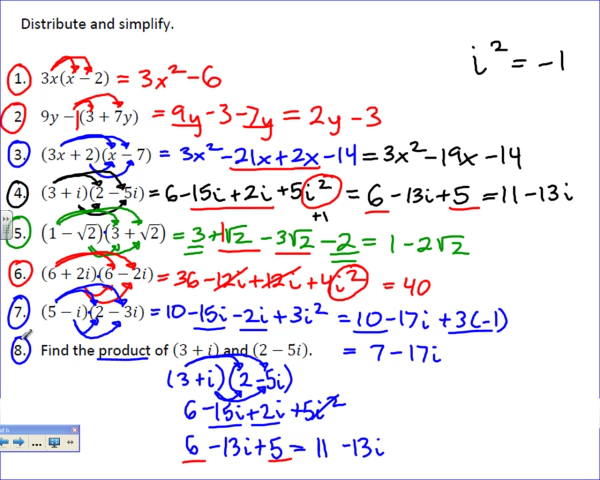 Distribute and simplify.
i² = -1
1. 3x(x − 2) = 3x² - 6
2 9y − 1(3 + 7y) = 9y - 3 - 7y = 2y - 3
3. (3x + 2)(x − 7) = 3x² - 21x + 2x - 14 = 3x² - 19x - 14
4. (3 + i)(2 − 5i) = 6 - 15i + 2i + 5i² = 6 - 13i + 5 = 11 - 13i
+1
5. (1 − √2)(3 + √2) = 3 + 1√2 - 3√2 - 2 = 1 - 2√2
6. (6 + 2i)(6 − 2i) = 36 - 12i + 12i + 4i² = 40
7. (5 − i)(2 − 3i) = 10 - 15i - 2i + 3i² = 10 - 17i + 3(-1)
8. Find the product of (3 + i) and (2 − 5i). = 7 - 17i
(3 + i)(2 - 5i)
6 - 15i + 2i + 5i²
6 - 13i + 5 = 11 - 13i